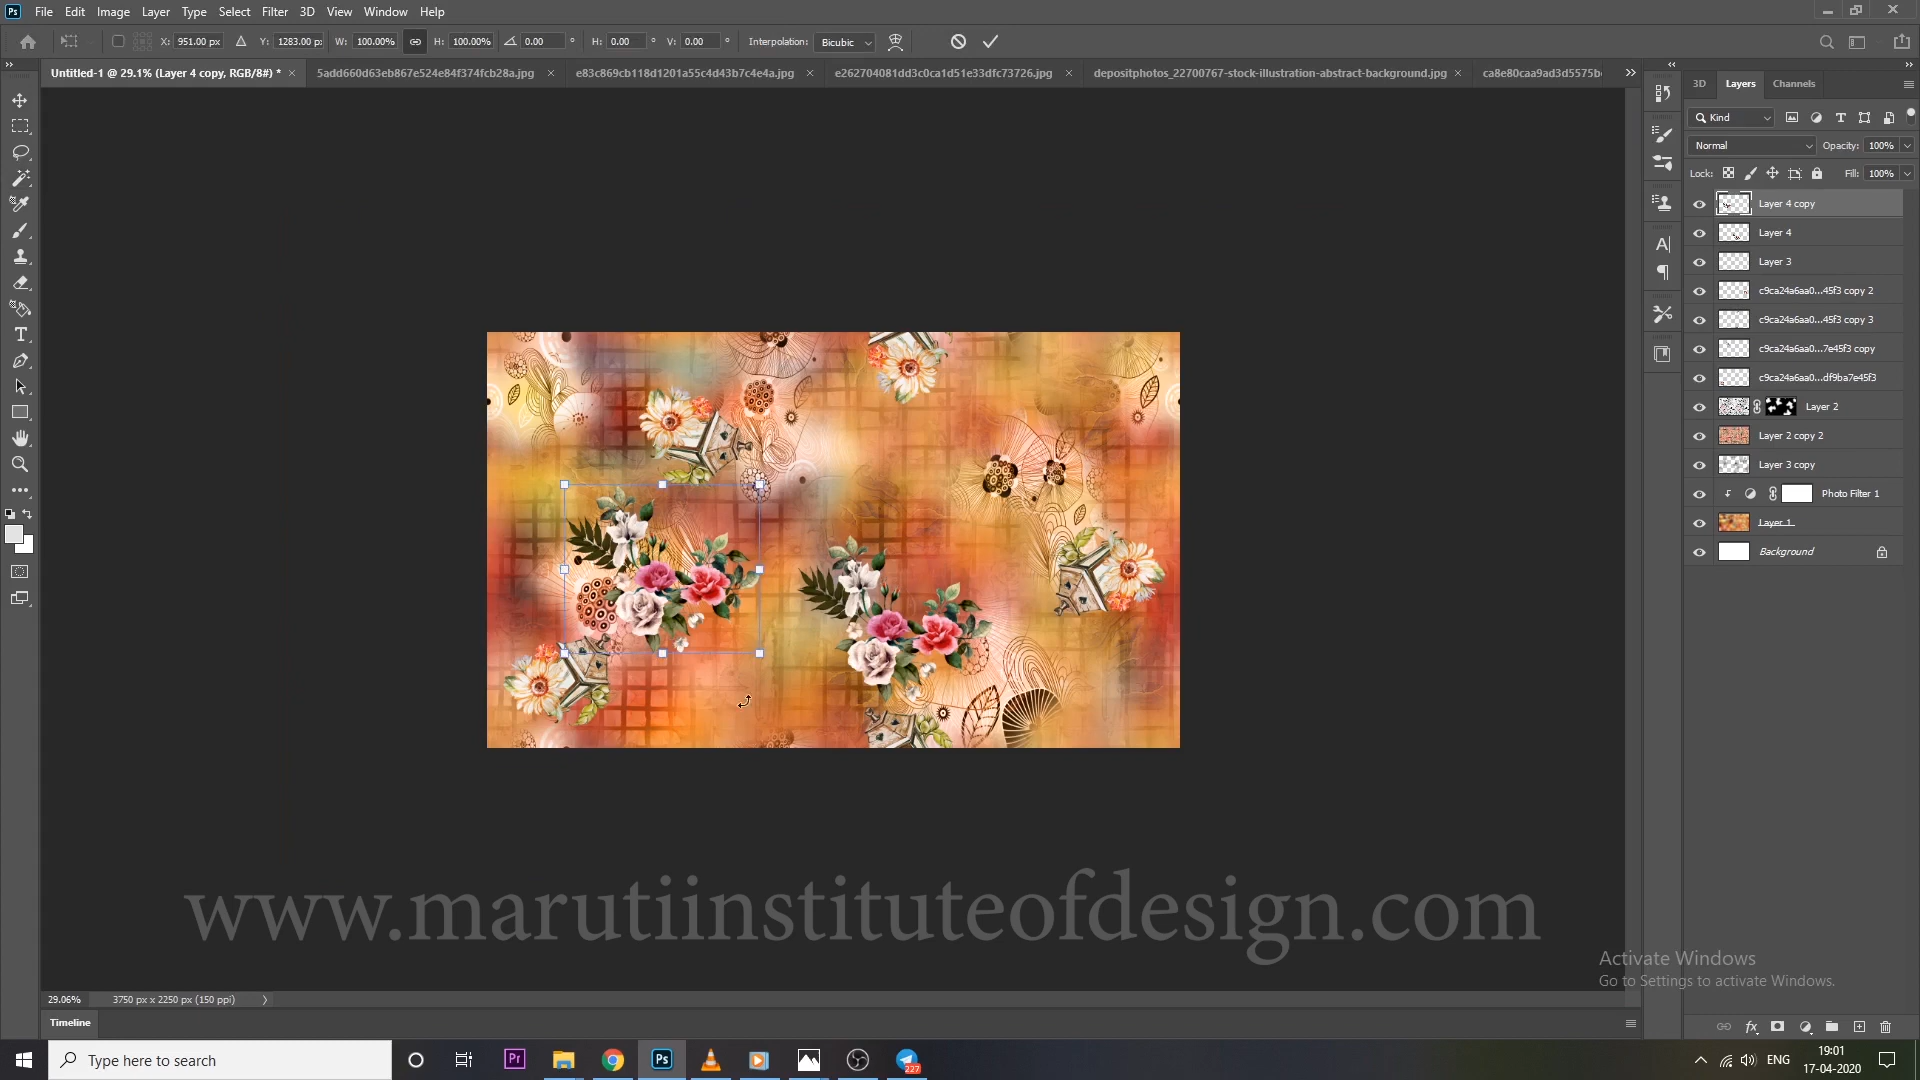 Ps File Edit Image Layer Type Select Filter 3D View Window Help
X: 951.00 px Y: 1283.00 px W: 100.00% H: 100.00% 0.00 ° H: 0.00 ° V: 0.00 ° Interpolation: Bicubic
Untitled-1 @ 29.1% (Layer 4 copy, RGB/8#) * 5add660d63eb867e524e84f374fcb28a.jpg e83c869cb118d1201a55c4d43b7c4e4a.jpg e262704081dd3c0ca1d51e33dfc73726.jpg depositphotos_22700767-stock-illustration-abstract-background.jpg ca8e80caa9ad3d5575b
3D Layers Channels
Kind
Normal Opacity: 100%
Lock: Fill: 100%
Layer 4 copy
Layer 4
Layer 3
c9ca24a6aa0...45f3 copy 2
c9ca24a6aa0...45f3 copy 3
c9ca24a6aa0...7e45f3 copy
c9ca24a6aa0...df9ba7e45f3
Layer 2
Layer 2 copy 2
Layer 3 copy
Photo Filter 1
Layer 1
Background
www.marutiinstituteofdesign.com
Activate Windows
Go to Settings to activate Windows.
29.06% 3750 px x 2250 px (150 ppi)
Timeline
Type here to search
Pr
Ps
227
ENG
19:01
17-04-2020